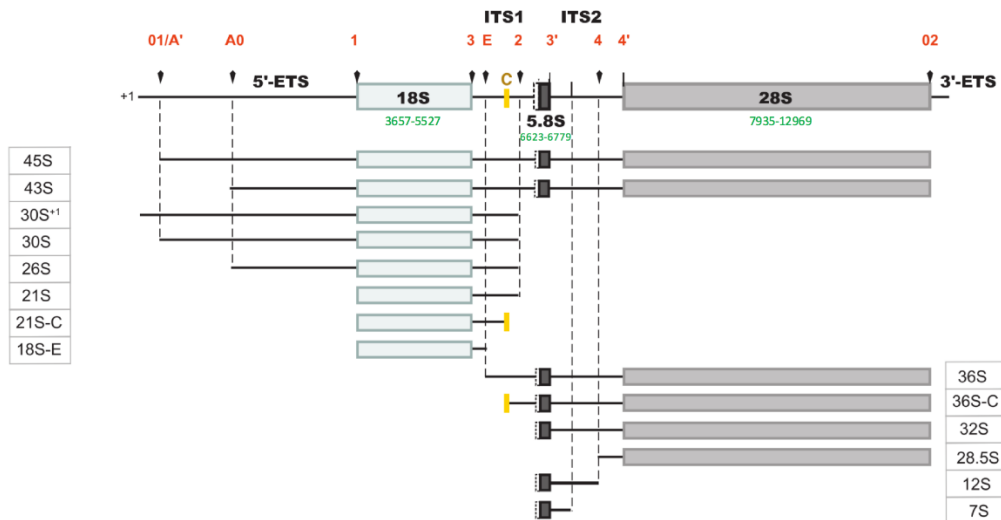 ITS1 ITS2
01/A' A0 1 3 E 2 3' 4 4' 02
C
5'-ETS 3'-ETS
+1 18S 28S
3657-5527 5.8S 7935-12969
6623-6779
45S
43S
30S+1
30S
26S
21S
21S-C
18S-E
36S
36S-C
32S
28.5S
12S
7S